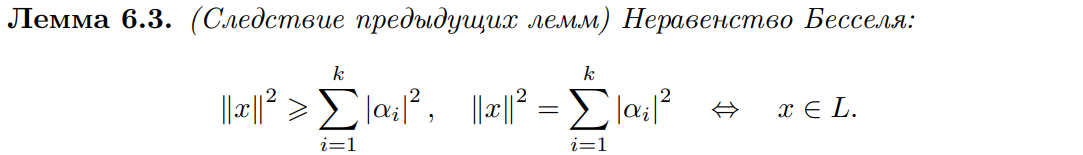 Лемма 6.3. (Следствие предыдущих лемм) Неравенство Бесселя:
‖x‖² ⩾ ∑_{i=1}^{k} |α_i|², ‖x‖² = ∑_{i=1}^{k} |α_i|² ⇔ x ∈ L.